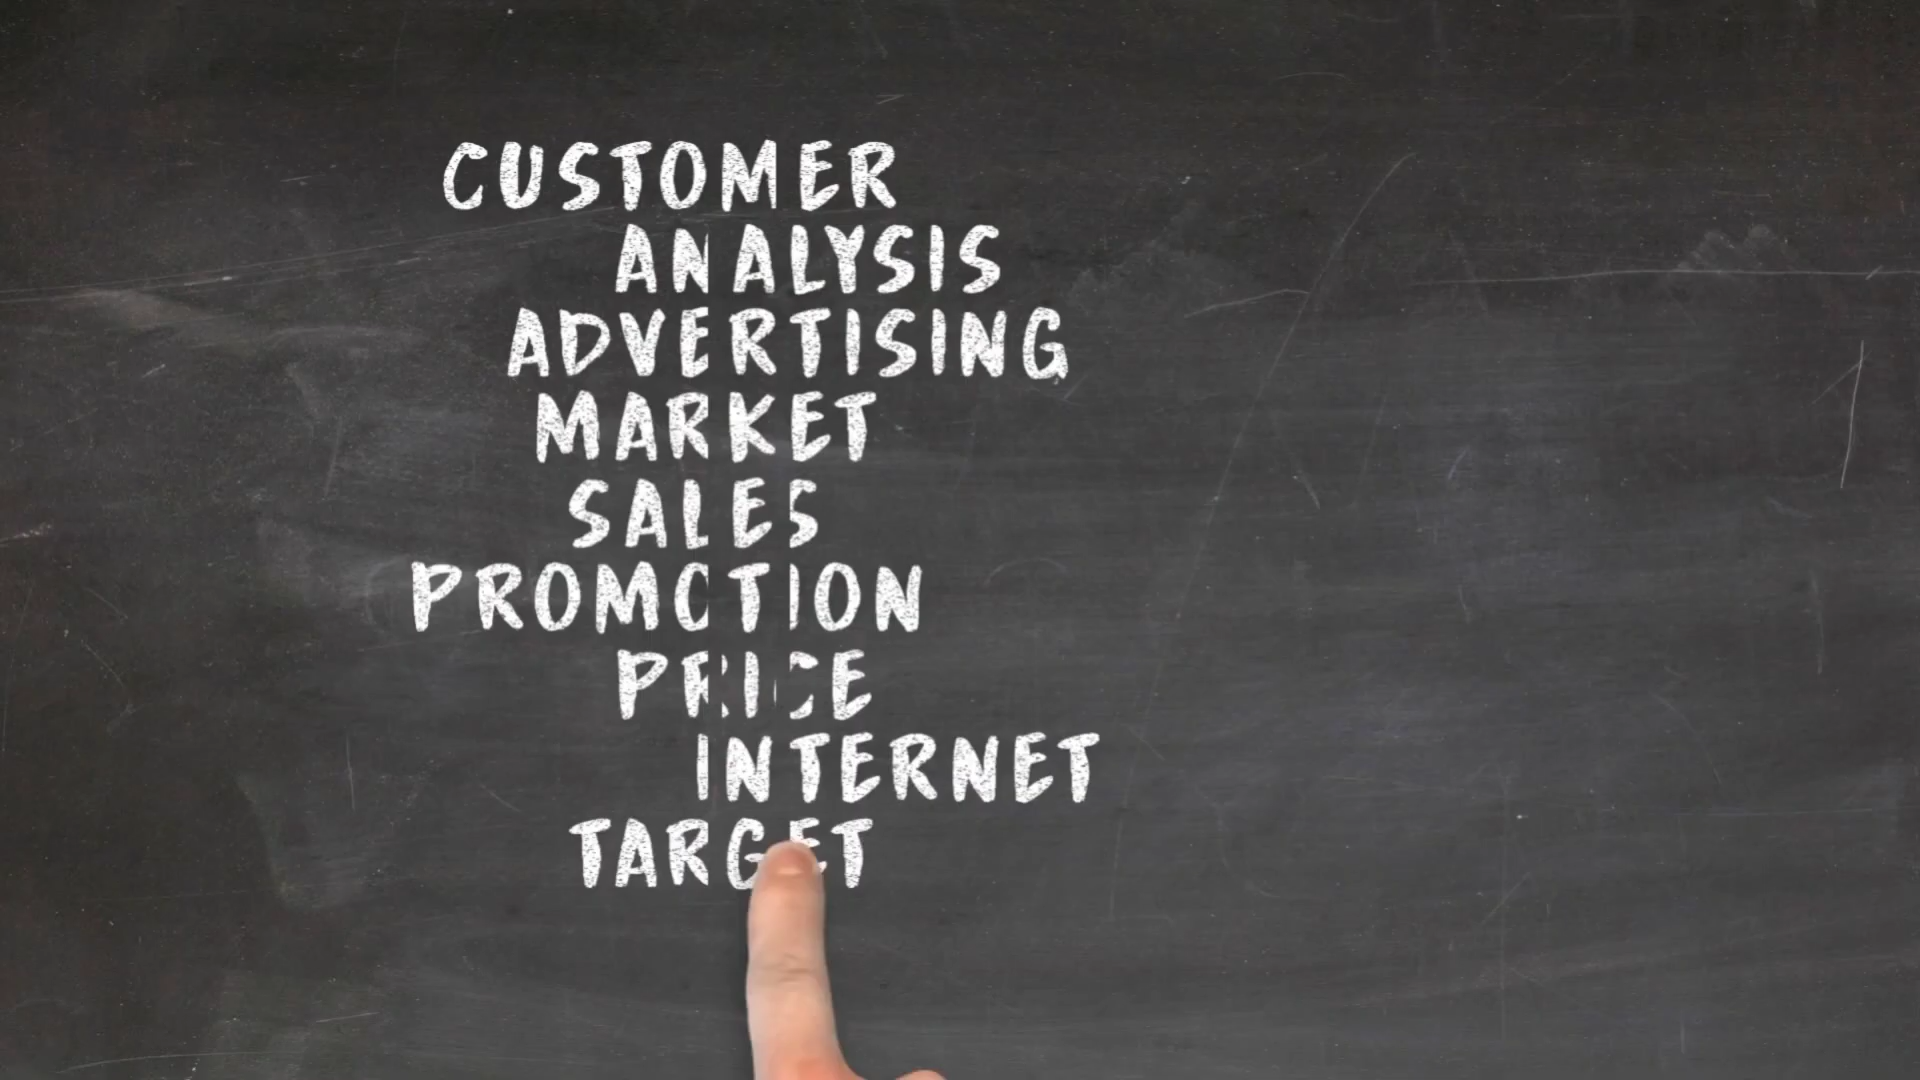 CUSTOMER
ANALYSIS
ADVERTISING
MARKET
SALES
PROMOTION
PRICE
INTERNET
TARGET